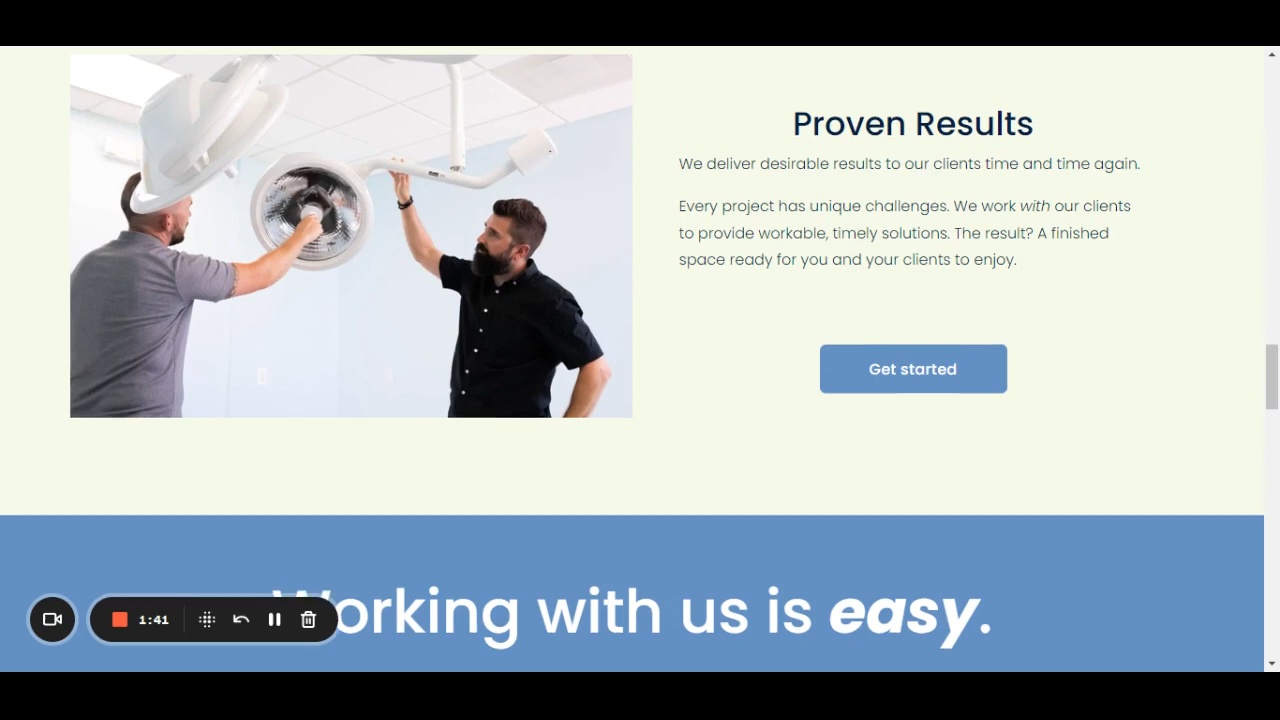 Proven Results
We deliver desirable results to our clients time and time again.
Every project has unique challenges. We work with our clients
to provide workable, timely solutions. The result? A finished
space ready for you and your clients to enjoy.
Get started
Working with us is easy.
1:41